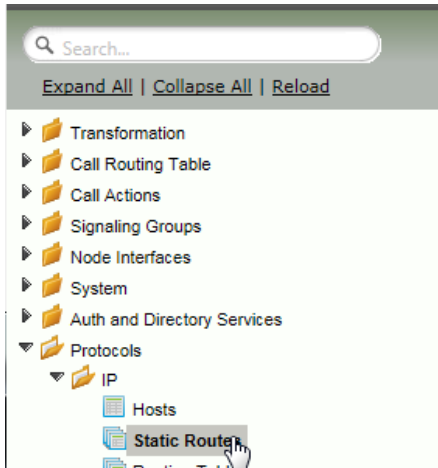 Search...
Expand All | Collapse All | Reload
Transformation
Call Routing Table
Call Actions
Signaling Groups
Node Interfaces
System
Auth and Directory Services
Protocols
IP
Hosts
Static Routes